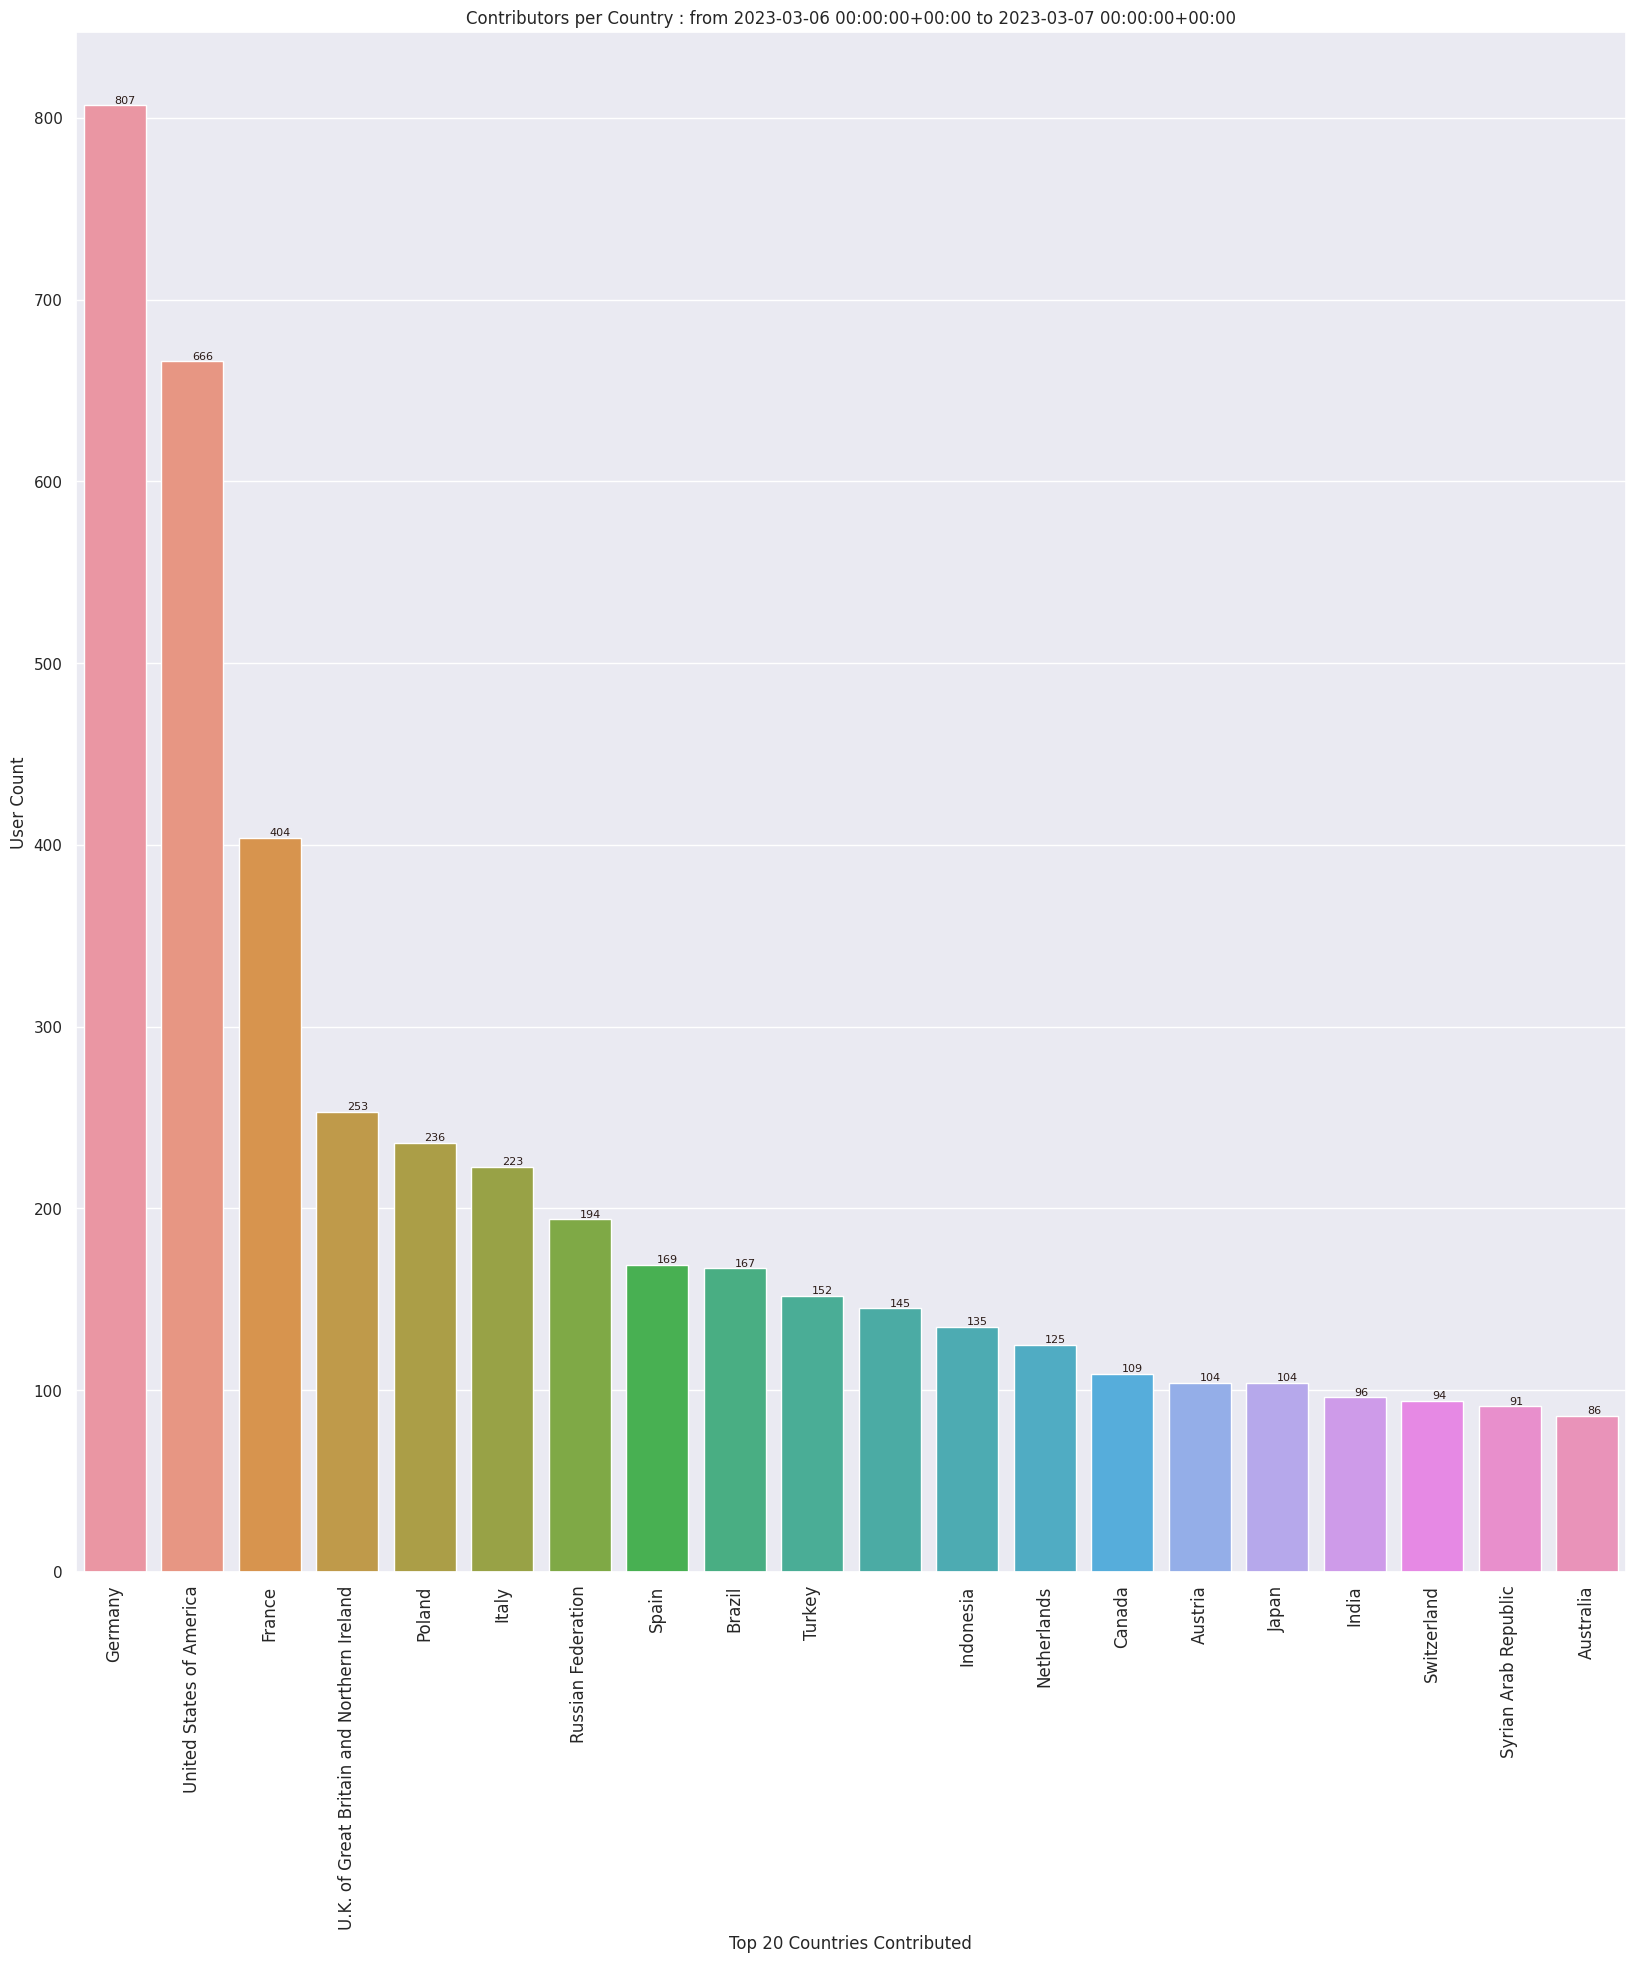 Contributors per Country : from 2023-03-06 00:00:00+00:00 to 2023-03-07 00:00:00+00:00
User Count
800
700
600
500
400
300
200
100
0
807
666
404
253
236
223
194
169
167
152
145
135
125
109
104
104
96
94
91
86
Germany
United States of America
France
U.K. of Great Britain and Northern Ireland
Poland
Italy
Russian Federation
Spain
Brazil
Turkey
Indonesia
Netherlands
Canada
Austria
Japan
India
Switzerland
Syrian Arab Republic
Australia
Top 20 Countries Contributed